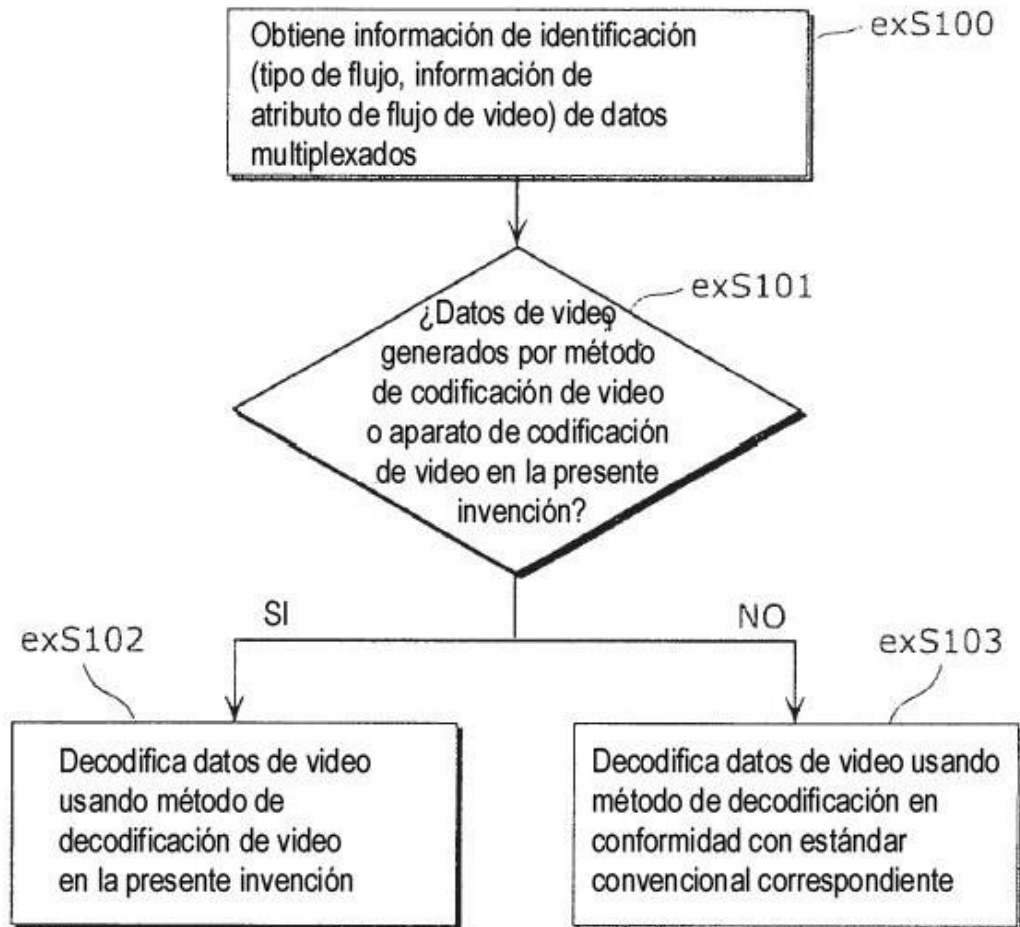 exS100
Obtiene información de identificación
(tipo de flujo, información de
atributo de flujo de video) de datos
multiplexados
exS101
¿Datos de video
generados por método
de codificación de video
o aparato de codificación
de video en la presente
invención?
SI
NO
exS102
exS103
Decodifica datos de video
usando método de
decodificación de video
en la presente invención
Decodifica datos de video usando
método de decodificación en
conformidad con estándar
convencional correspondiente